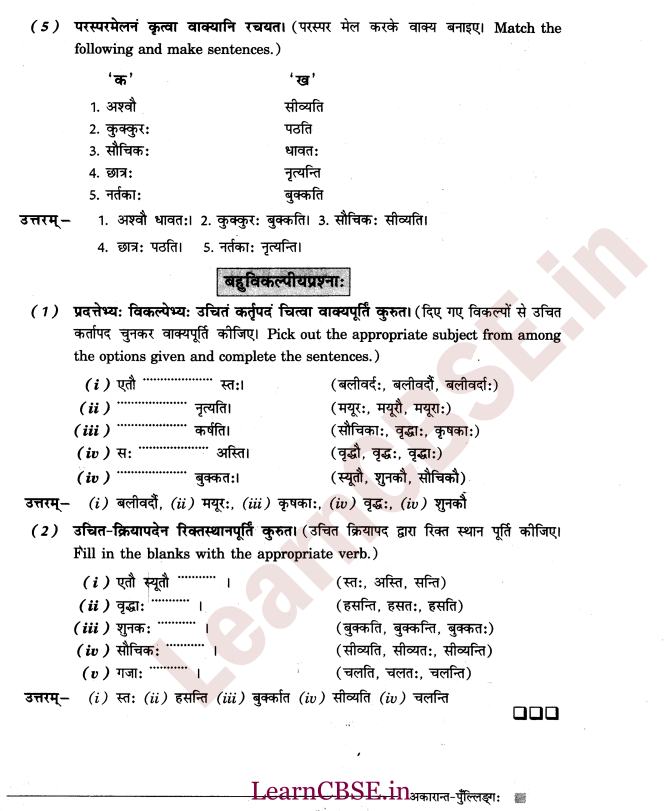 (5) परस्परमेलनं कृत्वा वाक्यानि रचयत। (परस्पर मेल करके वाक्य बनाइए। Match the
following and make sentences.)
‘क’ ‘ख’
1. अश्वौ सीव्यति
2. कुक्कुरः पठति
3. सौचिकः धावतः
4. छात्रः नृत्यन्ति
5. नर्तकाः बुक्कति
उत्तरम्– 1. अश्वौ धावतः। 2. कुक्कुरः बुक्कति। 3. सौचिकः सीव्यति।
4. छात्रः पठति। 5. नर्तकाः नृत्यन्ति।
बहुविकल्पीयप्रश्नाः
(1) प्रदत्तेभ्यः विकल्पेभ्यः उचितं कर्तृपदं चित्वा वाक्यपूर्तिं कुरुत। (दिए गए विकल्पों से उचित
कर्तापद चुनकर वाक्यपूर्ति कीजिए। Pick out the appropriate subject from among
the options given and complete the sentences.)
(i) एतौ .................... स्तः। (बलीवर्दः, बलीवर्दौ, बलीवर्दाः)
(ii) .................... नृत्यति। (मयूरः, मयूरौ, मयूराः)
(iii) .................... कर्षति। (सौचिकाः, वृद्धाः, कृषकाः)
(iv) सः .................... अस्ति। (वृद्धौ, वृद्धः, वृद्धाः)
(iv) .................... बुक्कतः। (स्यूतौ, शुनकौ, सौचिकौ)
उत्तरम्– (i) बलीवर्दौ, (ii) मयूरः, (iii) कृषकाः, (iv) वृद्धः, (iv) शुनकौ
(2) उचित-क्रियापदेन रिक्तस्थानपूर्तिं कुरुत। (उचित क्रियापद द्वारा रिक्त स्थान पूर्ति कीजिए।
Fill in the blanks with the appropriate verb.)
(i) एतौ स्यूतौ ........... । (स्तः, अस्ति, सन्ति)
(ii) वृद्धाः ........... । (हसन्ति, हसतः, हसति)
(iii) शुनकः ........... । (बुक्कति, बुक्कन्ति, बुक्कतः)
(iv) सौचिकः ........... । (सीव्यति, सीव्यतः, सीव्यन्ति)
(v) गजाः ........... । (चलति, चलतः, चलन्ति)
उत्तरम्– (i) स्तः (ii) हसन्ति (iii) बुर्क्कात (iv) सीव्यति (iv) चलन्ति
LearnCBSE.in
LearnCBSE.in अकारान्त-पुँल्लिङ्गः